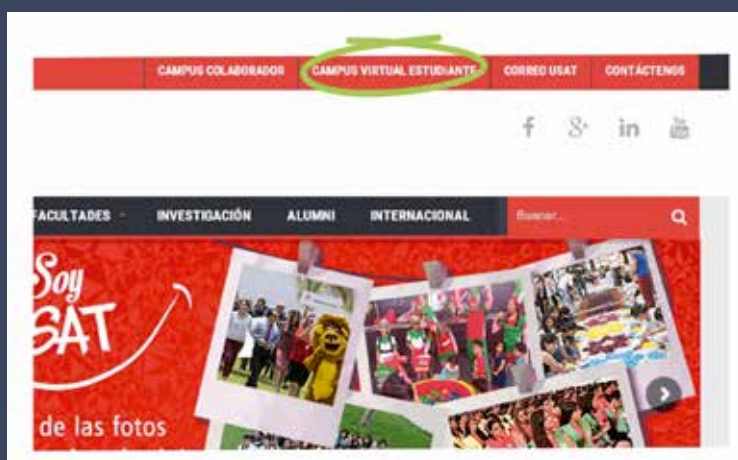 CAMPUS COLABORADOR CAMPUS VIRTUAL ESTUDIANTE CORREO USAT CONTÁCTENOS
f 8+ in You Tube
FACULTADES INVESTIGACIÓN ALUMNI INTERNACIONAL Buscar...
Soy
SAT
de las fotos